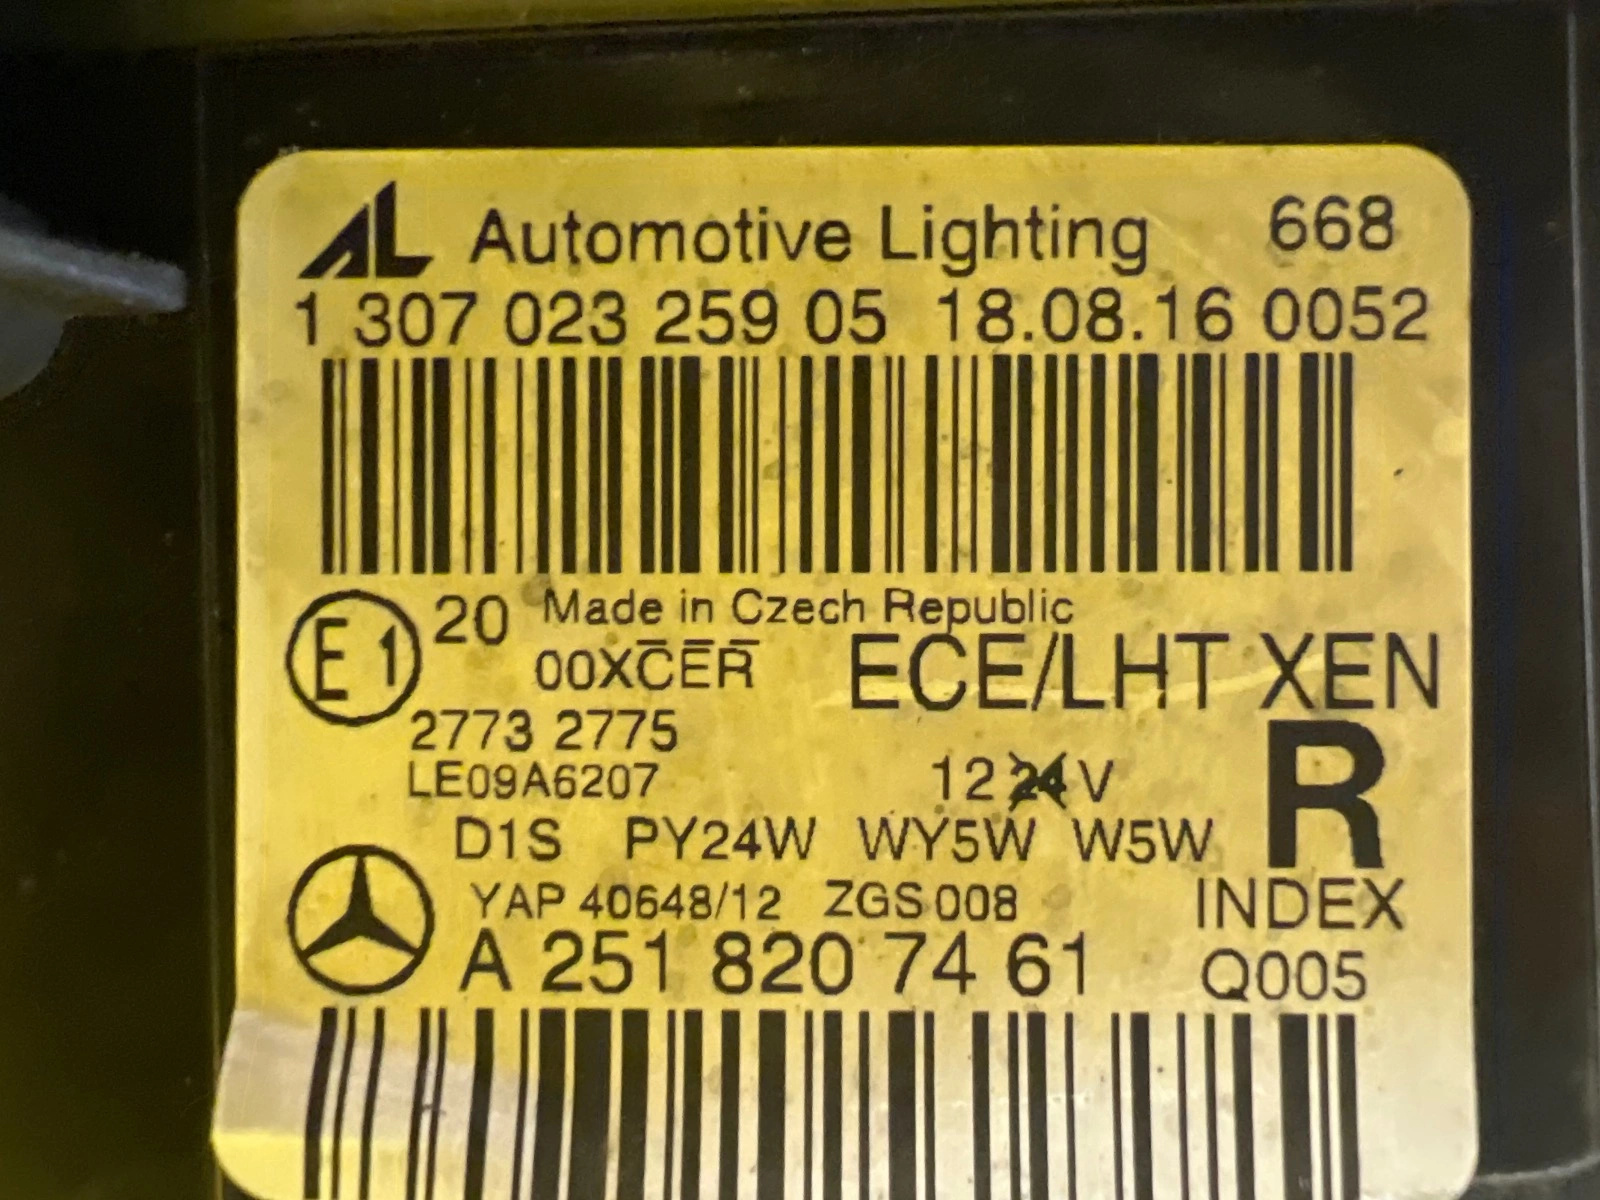 AL Automotive Lighting 668
1 307 023 259 05 18.08.16 0052
E1 20 Made in Czech Republic
00XCER ECE/LHT XEN
2773 2775
LE09A6207 12 24 V R
D1S PY24W WY5W W5W
YAP 40648/12 ZGS 008 INDEX
A 251 820 74 61 Q005